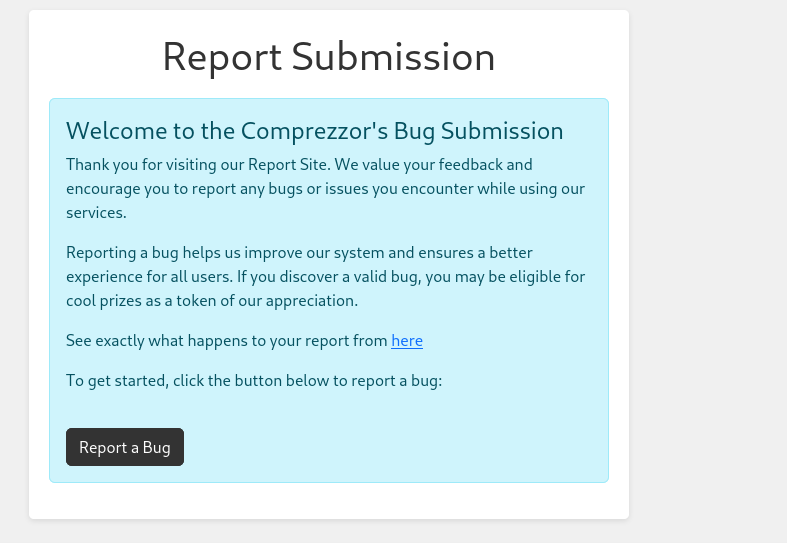 Report Submission
Welcome to the Comprezzor's Bug Submission
Thank you for visiting our Report Site. We value your feedback and
encourage you to report any bugs or issues you encounter while using our
services.
Reporting a bug helps us improve our system and ensures a better
experience for all users. If you discover a valid bug, you may be eligible for
cool prizes as a token of our appreciation.
See exactly what happens to your report from here
To get started, click the button below to report a bug:
Report a Bug